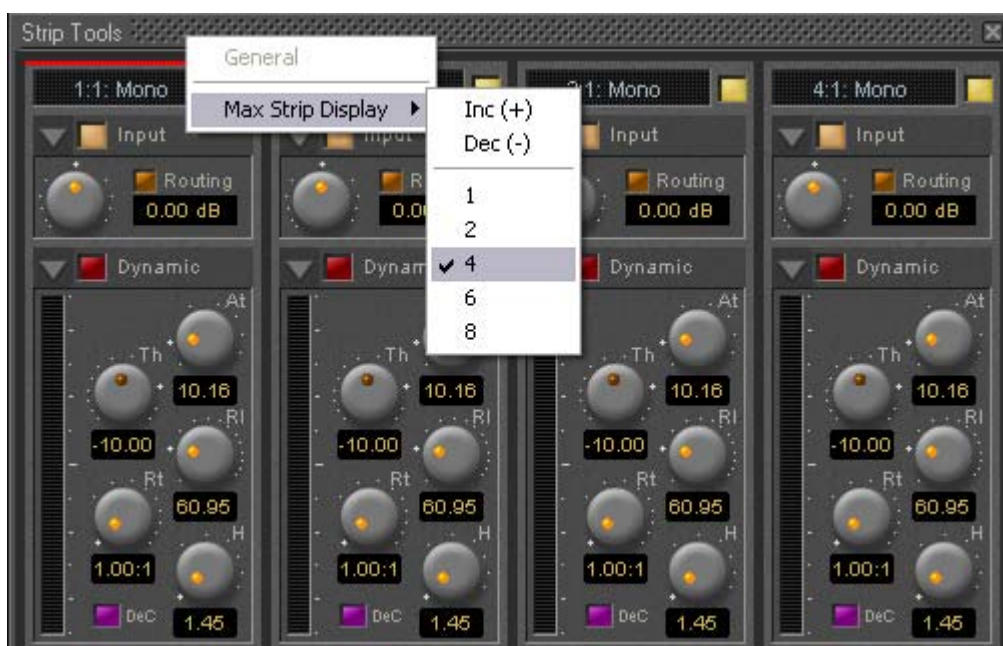 Strip Tools
General
Max Strip Display
Inc (+)
Dec (-)
1
2
4
6
8
1:1: Mono
Input
Routing
0.00 dB
Dynamic
At
Th
10.16
Rl
-10.00
Rt
60.95
H
1.00:1
DeC
1.45
At
Th
10.16
Rl
-10.00
Rt
60.95
H
1.00:1
DeC
1.45
Mono
Input
Routing
0.00 dB
Dynamic
At
Th
10.16
Rl
-10.00
Rt
60.95
H
1.00:1
DeC
1.45
4:1: Mono
Input
Routing
0.00 dB
Dynamic
At
Th
10.16
Rl
-10.00
Rt
60.95
H
1.00:1
DeC
1.45